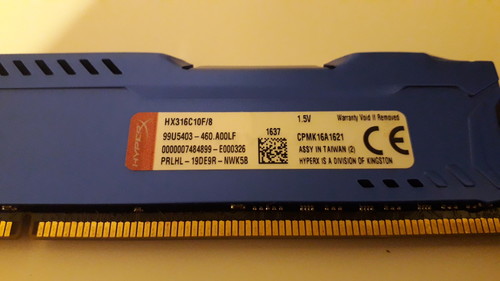 HYPERX
HX316C10F/8
99U5403-460.A00LF
0000007484899-E000326
PRLHL-19DE9R-NWK5B
1637
1.5V
Warranty Void If Removed
CPMK16A1621
ASSY IN TAIWAN (2)
HYPERX IS A DIVISION OF KINGSTON
CE